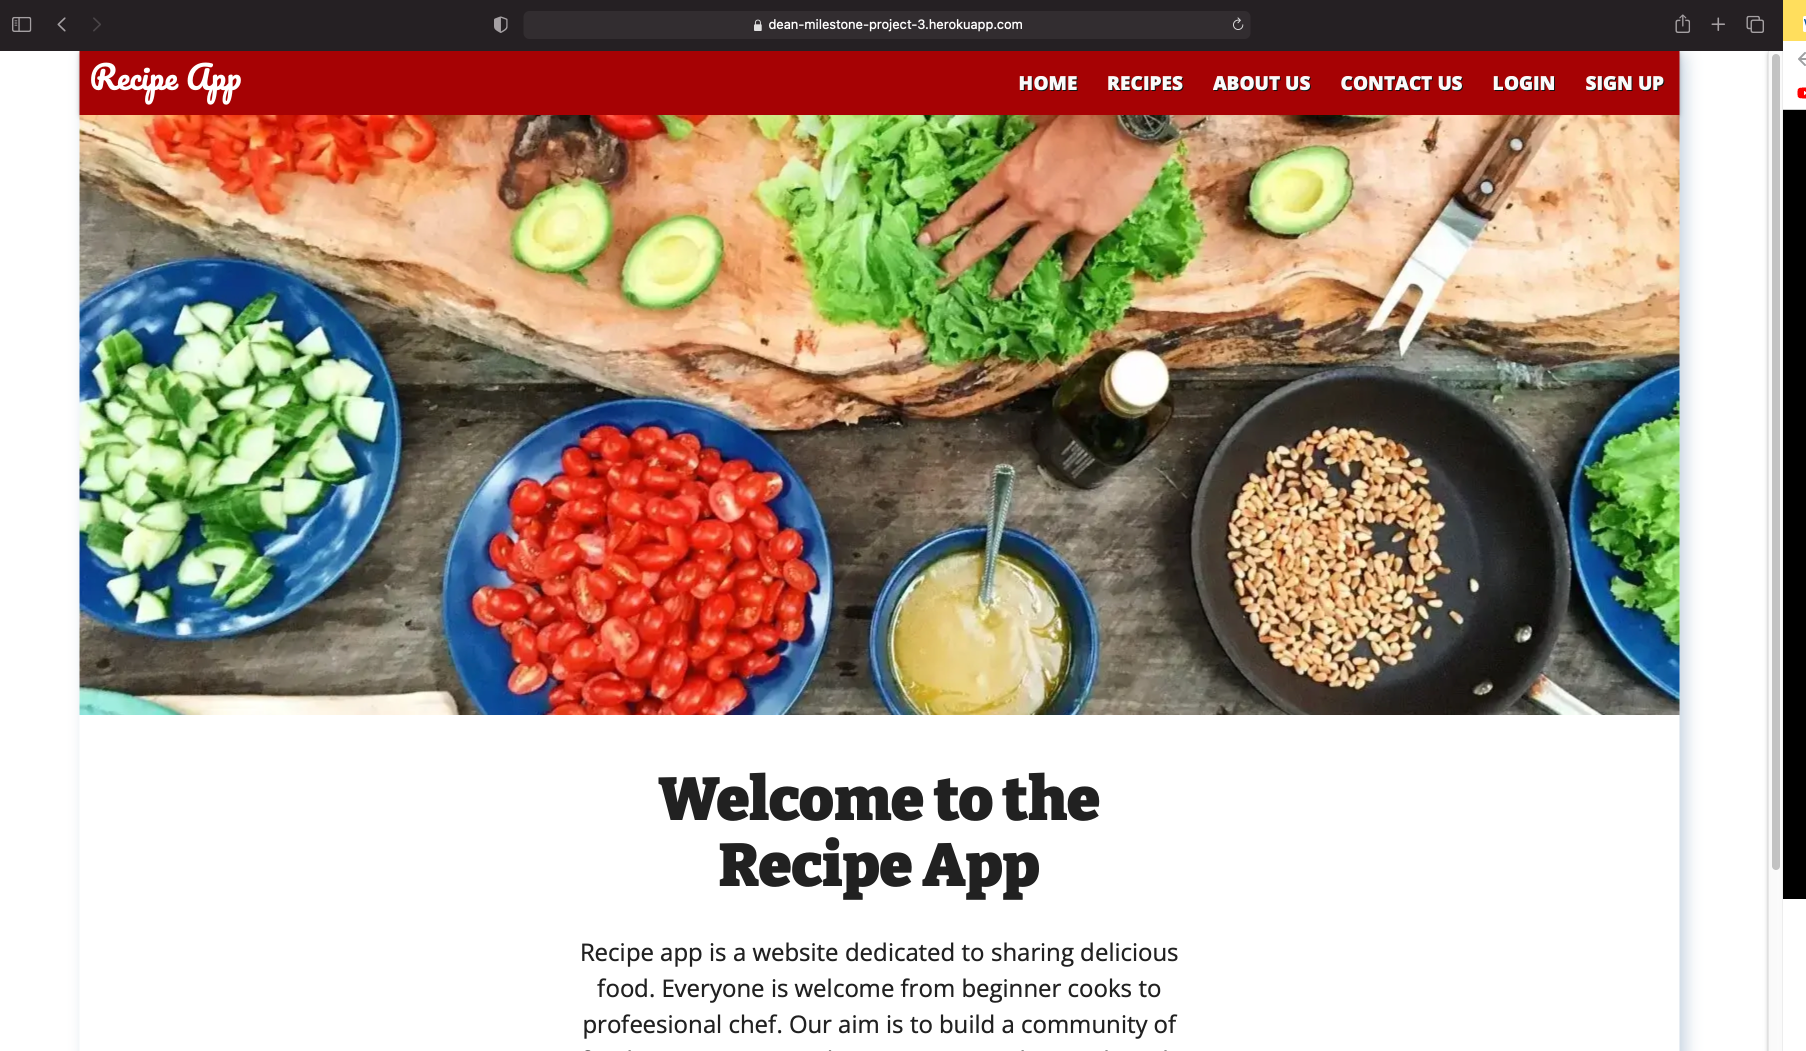 dean-milestone-project-3.herokuapp.com
Recipe App
HOME RECIPES ABOUT US CONTACT US LOGIN SIGN UP
Welcome to the
Recipe App
Recipe app is a website dedicated to sharing delicious
food. Everyone is welcome from beginner cooks to
profeesional chef. Our aim is to build a community of